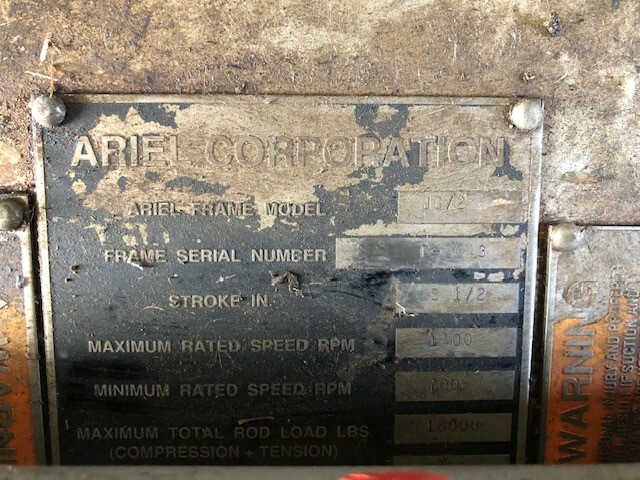 ARIEL CORPORATION
ARIEL FRAME MODEL JG/2
FRAME SERIAL NUMBER
STROKE IN. 3 1/2
MAXIMUM RATED SPEED RPM
MINIMUM RATED SPEED RPM 700
MAXIMUM TOTAL ROD LOAD LBS 18000
(COMPRESSION + TENSION)
WARNING